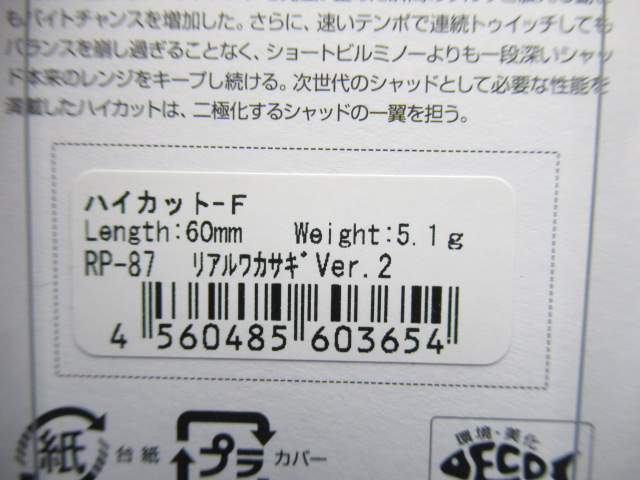 もバイトチャンスを増加した。さらに、速いテンポで連続トゥイッチしても
バランスを崩し過ぎることなく、ショートビルミノーよりも一段深いシャッ
ド本来のレンジをキープし続ける。次世代のシャッドとして必要な性能を
満載したハイカットは、二極化するシャッドの一翼を担う。
ハイカット-F
Length:60mm Weight:5.1g
RP-87 リアルワカサギ Ver.2
4 560485 603654
紙 台紙 プラ カバー
環境・美化